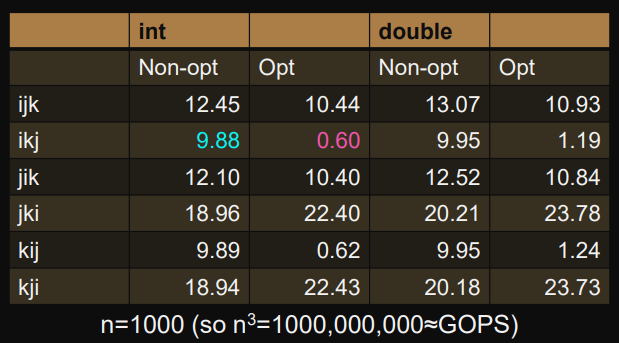 int double
Non-opt Opt Non-opt Opt
ijk 12.45 10.44 13.07 10.93
ikj 9.88 0.60 9.95 1.19
jik 12.10 10.40 12.52 10.84
jki 18.96 22.40 20.21 23.78
kij 9.89 0.62 9.95 1.24
kji 18.94 22.43 20.18 23.73
n=1000 (so n³=1000,000,000≈GOPS)